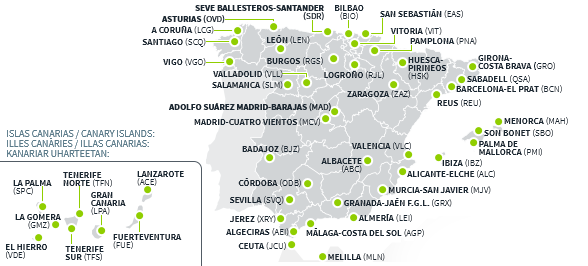 SEVE BALLESTEROS-SANTANDER
(SDR)
BILBAO
(BIO)
SAN SEBASTIÁN (EAS)
ASTURIAS (OVD)
A CORUÑA (LCG)
VITORIA (VIT)
SANTIAGO (SCQ)
LEÓN (LEN)
PAMPLONA (PNA)
VIGO (VGO)
BURGOS (RGS)
HUESCA-
PIRINEOS
(HSK)
GIRONA-
COSTA BRAVA (GRO)
VALLADOLID (VLL)
LOGROÑO (RJL)
SABADELL (QSA)
SALAMANCA (SLM)
ZARAGOZA (ZAZ)
BARCELONA-EL PRAT (BCN)
REUS (REU)
ADOLFO SUÁREZ MADRID-BARAJAS (MAD)
MADRID-CUATRO VIENTOS (MCV)
MENORCA (MAH)
SON BONET (SBO)
PALMA DE
MALLORCA (PMI)
ISLAS CANARIAS / CANARY ISLANDS:
ILLES CANÀRIES / ILLAS CANARIAS:
KANARIAR UHARTEETAN:
BADAJOZ (BJZ)
VALENCIA (VLC)
ALBACETE
(ABC)
IBIZA (IBZ)
ALICANTE-ELCHE (ALC)
LA PALMA
(SPC)
TENERIFE
NORTE (TFN)
LANZAROTE
(ACE)
CÓRDOBA (ODB)
MURCIA-SAN JAVIER (MJV)
GRAN
CANARIA
(LPA)
SEVILLA (SVQ)
GRANADA-JAÉN F.G.L. (GRX)
LA GOMERA
(GMZ)
JEREZ (XRY)
ALMERÍA (LEI)
ALGECIRAS (AEI)
MÁLAGA-COSTA DEL SOL (AGP)
FUERTEVENTURA
(FUE)
EL HIERRO
(VDE)
TENERIFE
SUR (TFS)
CEUTA (JCU)
MELILLA (MLN)